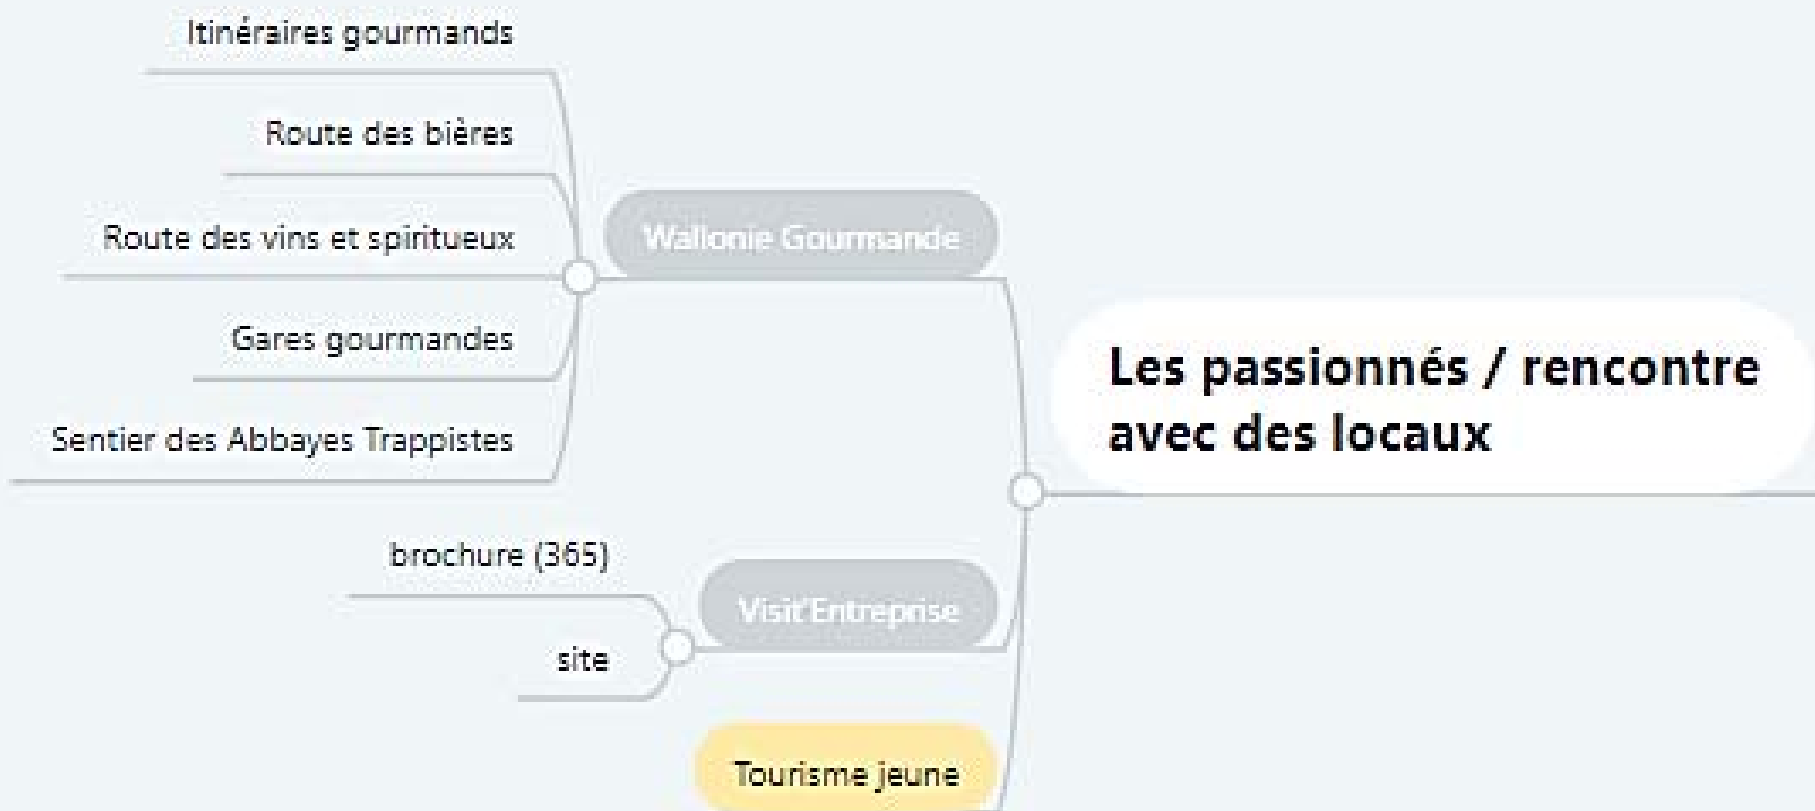 Itinéraires gourmands
Route des bières
Route des vins et spiritueux
Gares gourmandes
Sentier des Abbayes Trappistes
Wallonie Gourmande
Les passionnés / rencontre
avec des locaux
brochure (365)
site
Visit'Entreprise
Tourisme jeune